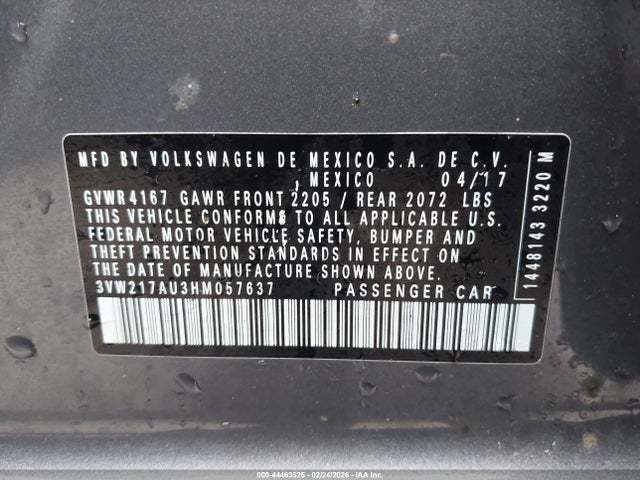 MFD BY VOLKSWAGEN DE MEXICO S.A. DE C.V.
, MEXICO 04/17
GVWR 4167 GAWR FRONT 2205 / REAR 2072 LBS
THIS VEHICLE CONFORMS TO ALL APPLICABLE U.S.
FEDERAL MOTOR VEHICLE SAFETY, BUMPER AND
THEFT PREVENTION STANDARDS IN EFFECT ON
THE DATE OF MANUFACTURE SHOWN ABOVE.
3VW217AU3HM057637 PASSENGER CAR
1448143 3220 M
000-44463525 - 02/24/2026 - IAA, Inc.